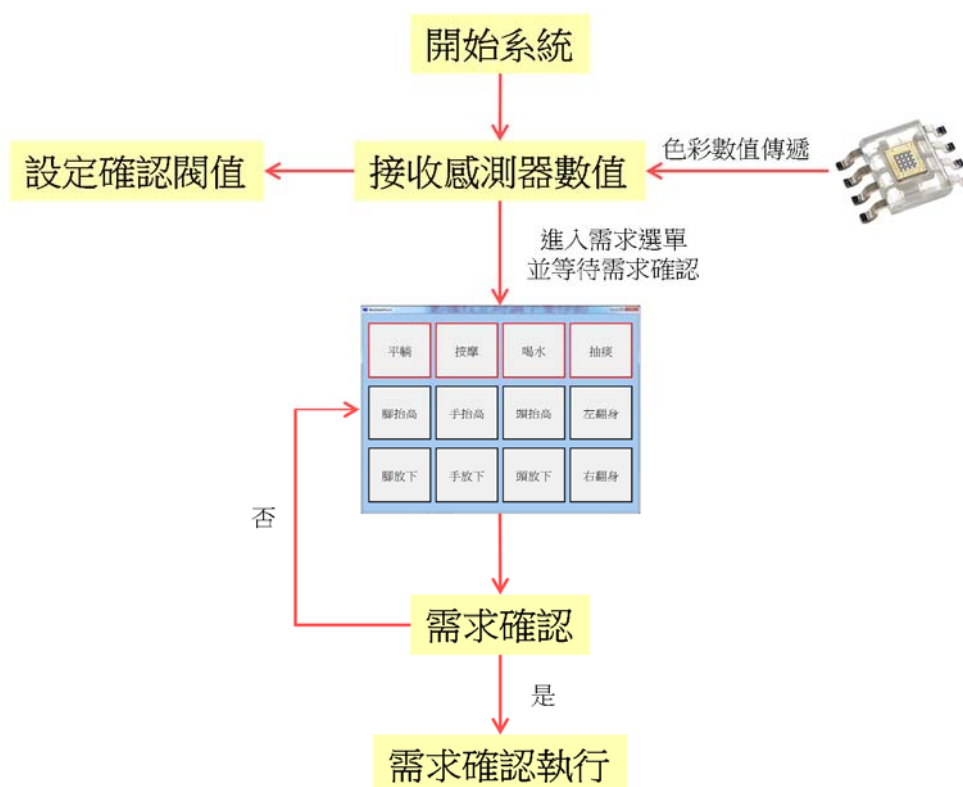 開始系統
設定確認閥值
接收感測器數值
色彩數值傳遞
進入需求選單
並等待需求確認
平躺
按摩
喝水
抽痰
腳抬高
手抬高
頭抬高
左翻身
腳放下
手放下
頭放下
右翻身
否
需求確認
是
需求確認執行